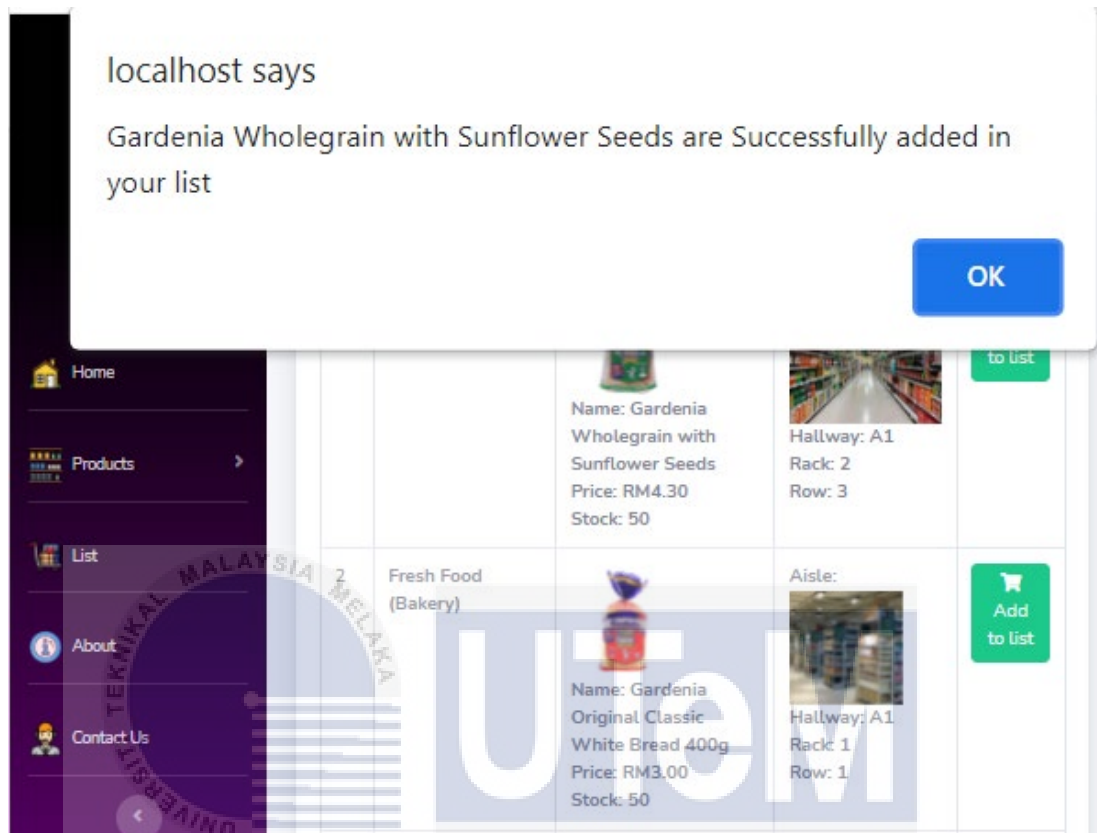 localhost says
Gardenia Wholegrain with Sunflower Seeds are Successfully added in
your list
OK
Home
Products
List
About
Contact Us
to list
Name: Gardenia
Wholegrain with
Sunflower Seeds
Price: RM4.30
Stock: 50
Hallway: A1
Rack: 2
Row: 3
2
Fresh Food
(Bakery)
Name: Gardenia
Original Classic
White Bread 400g
Price: RM3.00
Stock: 50
Aisle:
Hallway: A1
Rack: 1
Row: 1
Add
to list
UNIVERSITI TEKNIKAL MALAYSIA MELAKA
UTeM